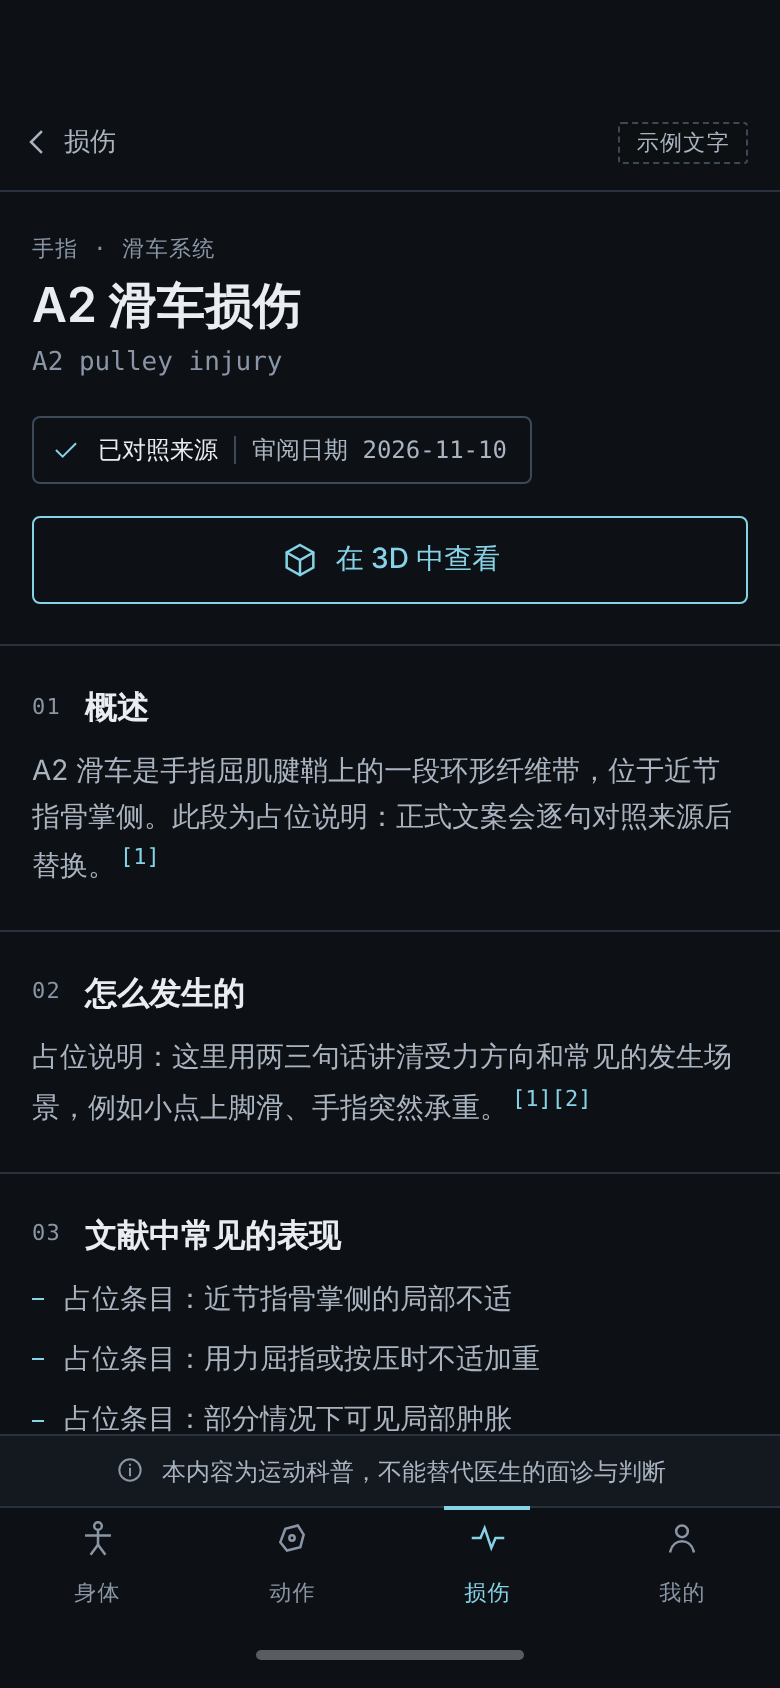 损伤
示例文字
手指 · 滑车系统
A2 滑车损伤
A2 pulley injury
已对照来源 | 审阅日期 2026-11-10
在 3D 中查看
01 概述
A2 滑车是手指屈肌腱鞘上的一段环形纤维带，位于近节
指骨掌侧。此段为占位说明：正式文案会逐句对照来源后
替换。[1]
02 怎么发生的
占位说明：这里用两三句话讲清受力方向和常见的发生场
景，例如小点上脚滑、手指突然承重。[1][2]
03 文献中常见的表现
– 占位条目：近节指骨掌侧的局部不适
– 占位条目：用力屈指或按压时不适加重
– 占位条目：部分情况下可见局部肿胀
本内容为运动科普，不能替代医生的面诊与判断
身体 动作 损伤 我的